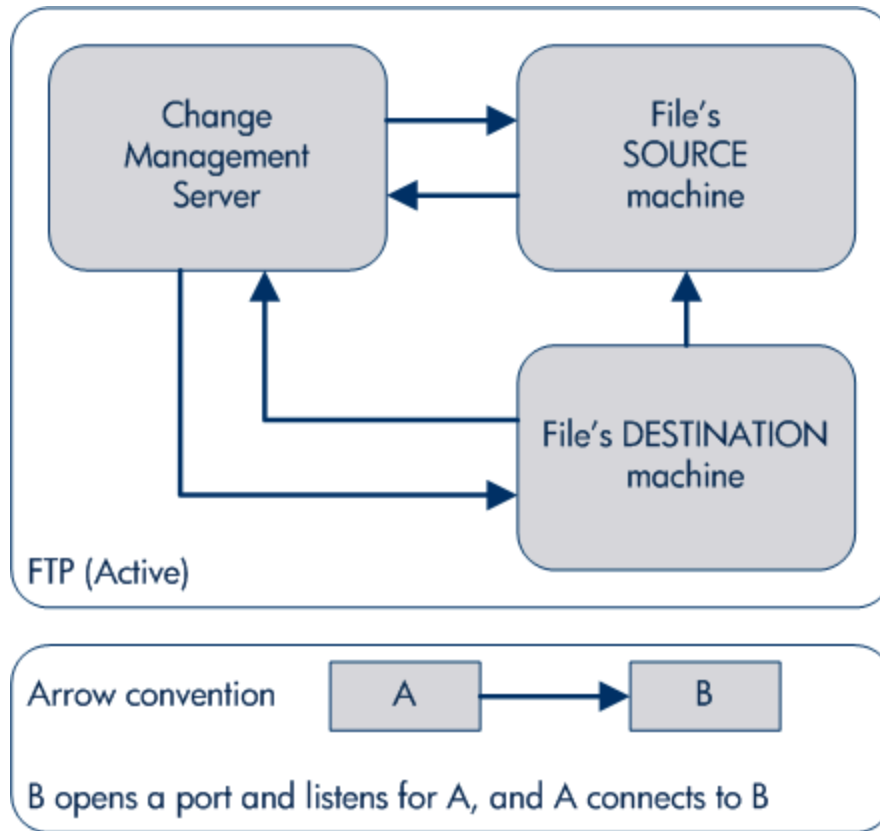 Change
Management
Server
File's
SOURCE
machine
File's DESTINATION
machine
FTP (Active)
Arrow convention
A
B
B opens a port and listens for A, and A connects to B